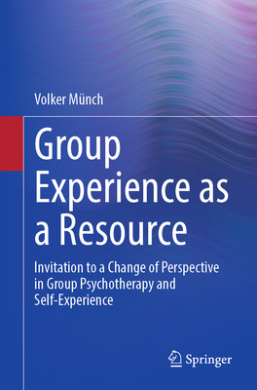 Volker Münch
Group
Experience as
a Resource
Invitation to a Change of Perspective
in Group Psychotherapy and
Self-Experience
Springer